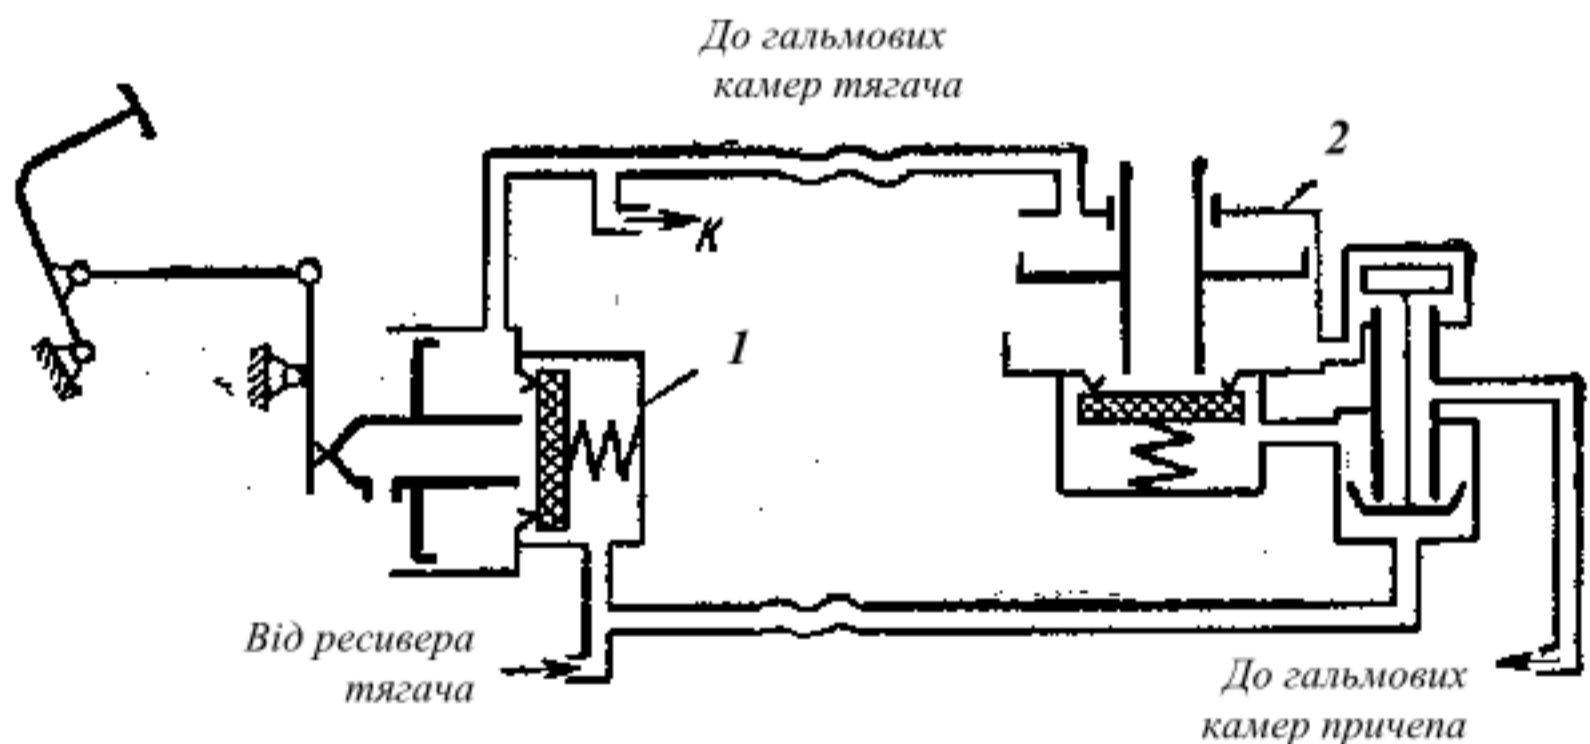 До гальмових
камер тягача
2
К
1
Від ресивера
тягача
До гальмових
камер причепа